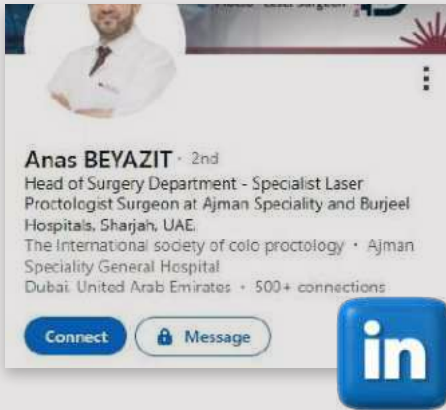 Laser Surgeon
Anas BEYAZIT · 2nd
Head of Surgery Department - Specialist Laser
Proctologist Surgeon at Ajman Speciality and Burjeel
Hospitals, Sharjah, UAE.
The International society of colo proctology · Ajman
Speciality General Hospital
Dubai, United Arab Emirates · 500+ connections
Connect
Message
in